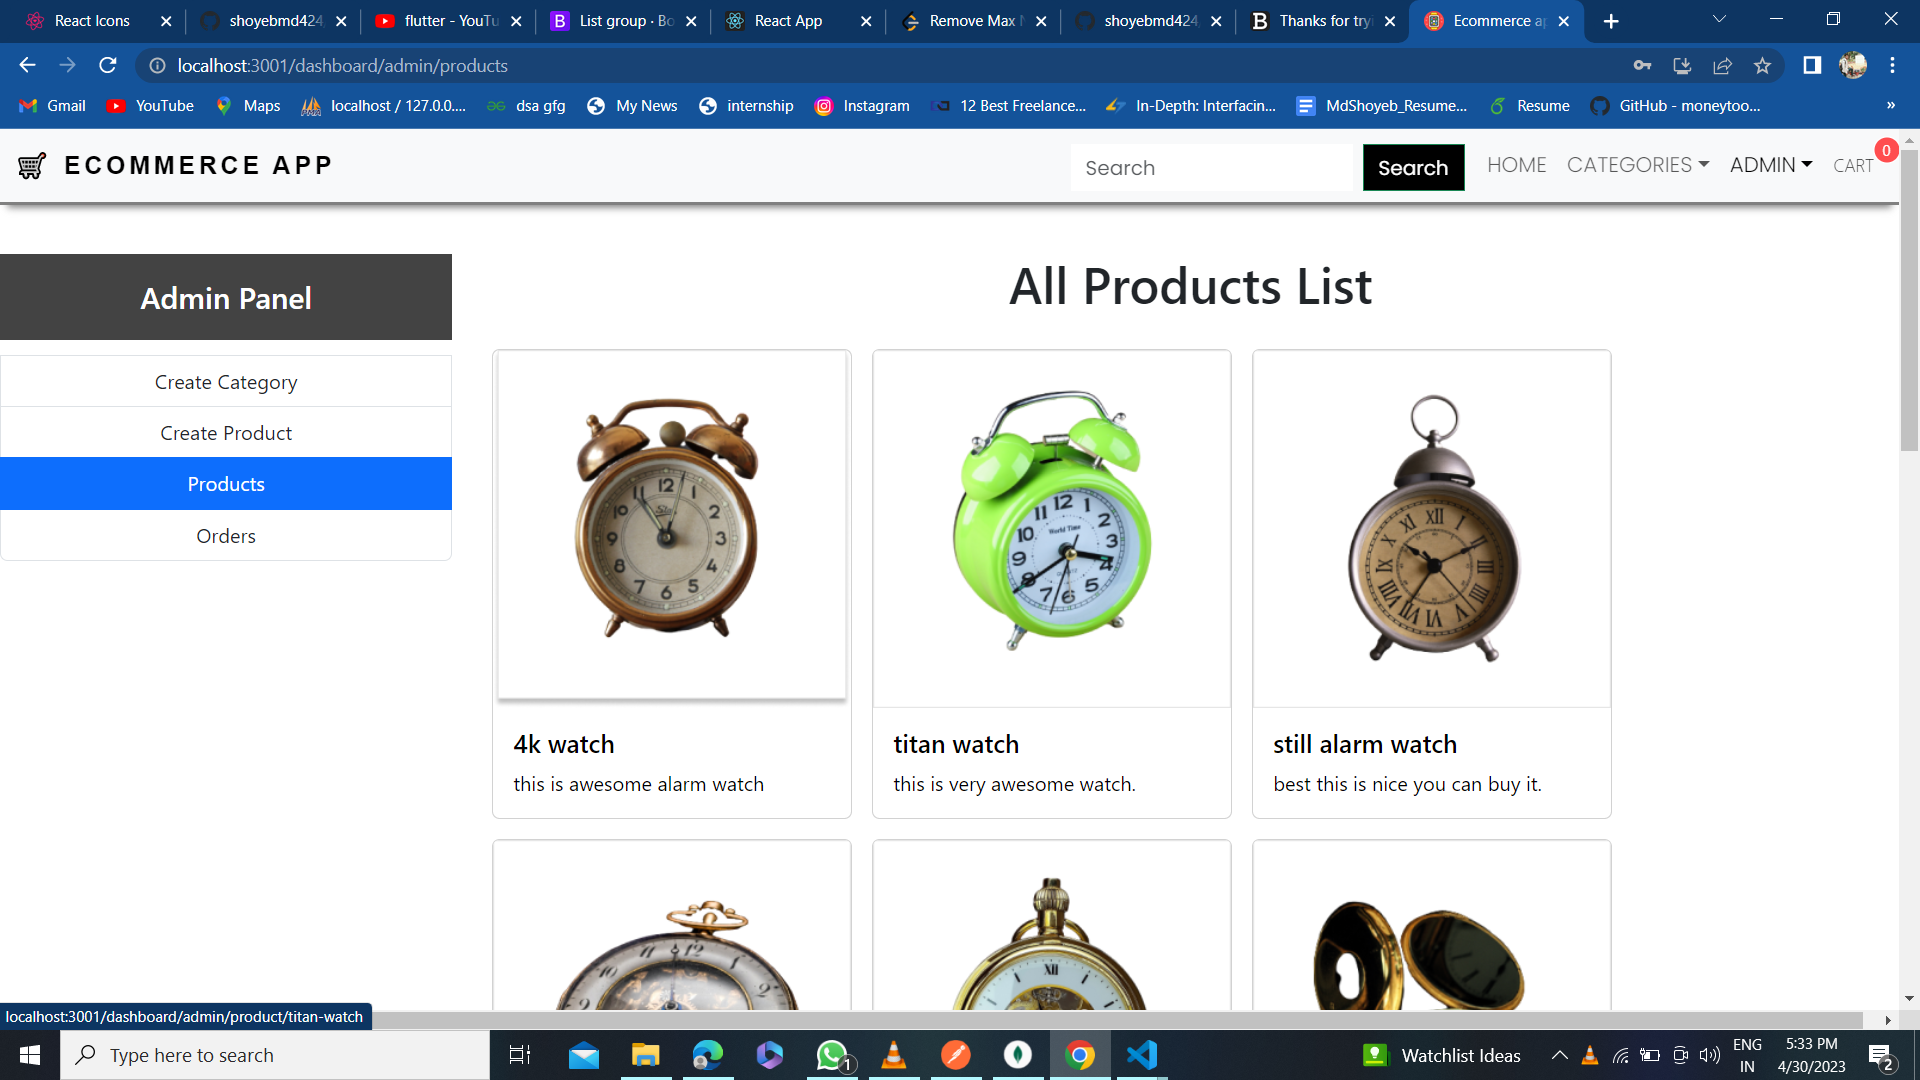 React Icons
shoyebmd424
flutter - YouTu
List group · Bo
React App
Remove Max N
shoyebmd424
Thanks for tryi
Ecommerce ap
localhost:3001/dashboard/admin/products
Gmail
YouTube
Maps
localhost / 127.0.0....
dsa gfg
My News
internship
Instagram
12 Best Freelance...
In-Depth: Interfacin...
MdShoyeb_Resume...
Resume
GitHub - moneytoo...
»
ECOMMERCE APP
Search
Search
HOME
CATEGORIES
ADMIN
CART
0
Admin Panel
Create Category
Create Product
Products
Orders
All Products List
4k watch
this is awesome alarm watch
titan watch
this is very awesome watch.
still alarm watch
best this is nice you can buy it.
localhost:3001/dashboard/admin/product/titan-watch
Type here to search
1
Watchlist Ideas
ENG
IN
5:33 PM
4/30/2023
2